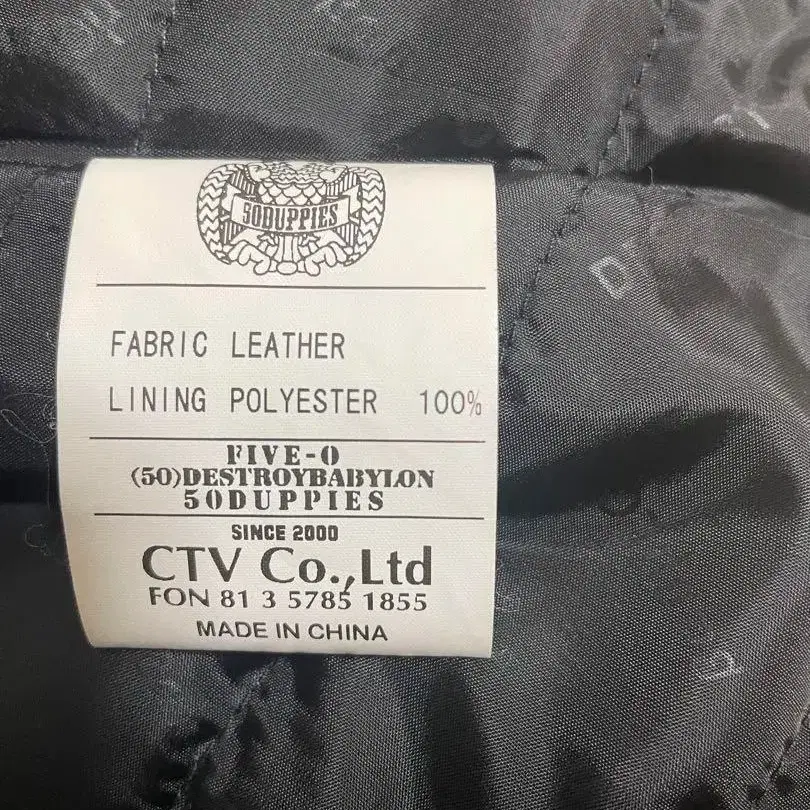 50DUPPIES
FABRIC LEATHER
LINING POLYESTER 100%
FIVE-O
(50)DESTROYBABYLON
50DUPPIES
SINCE 2000
CTV Co.,Ltd
FON 81 3 5785 1855
MADE IN CHINA
D